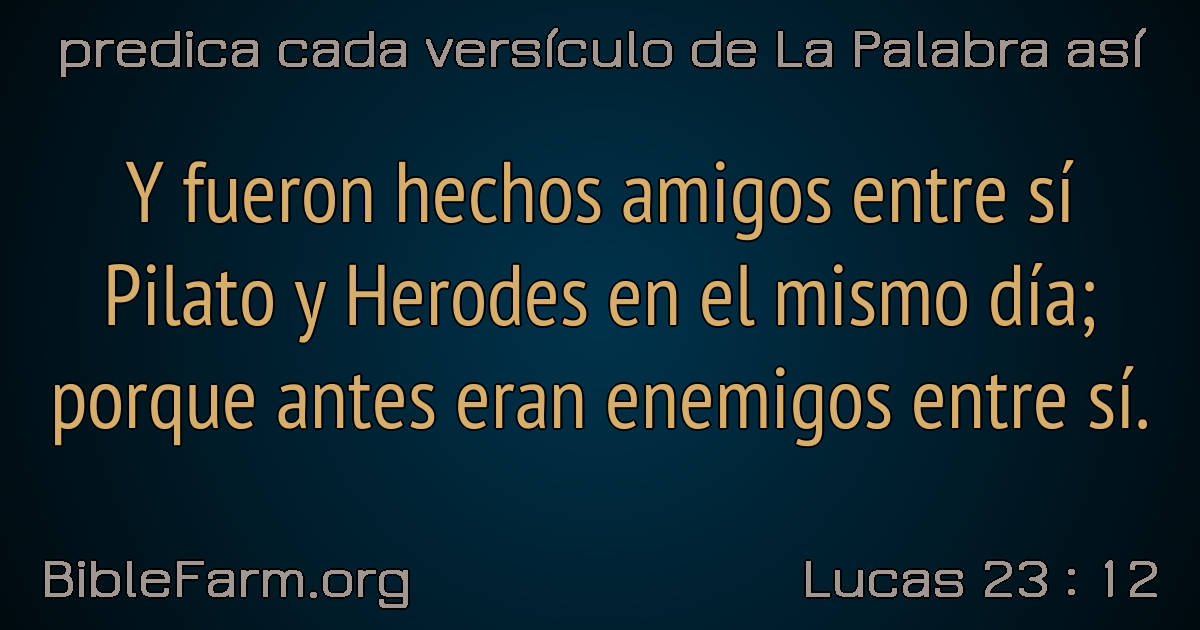 predica cada versículo de La Palabra así
Y fueron hechos amigos entre sí
Pilato y Herodes en el mismo día;
porque antes eran enemigos entre sí.
BibleFarm.org
Lucas 23 : 12